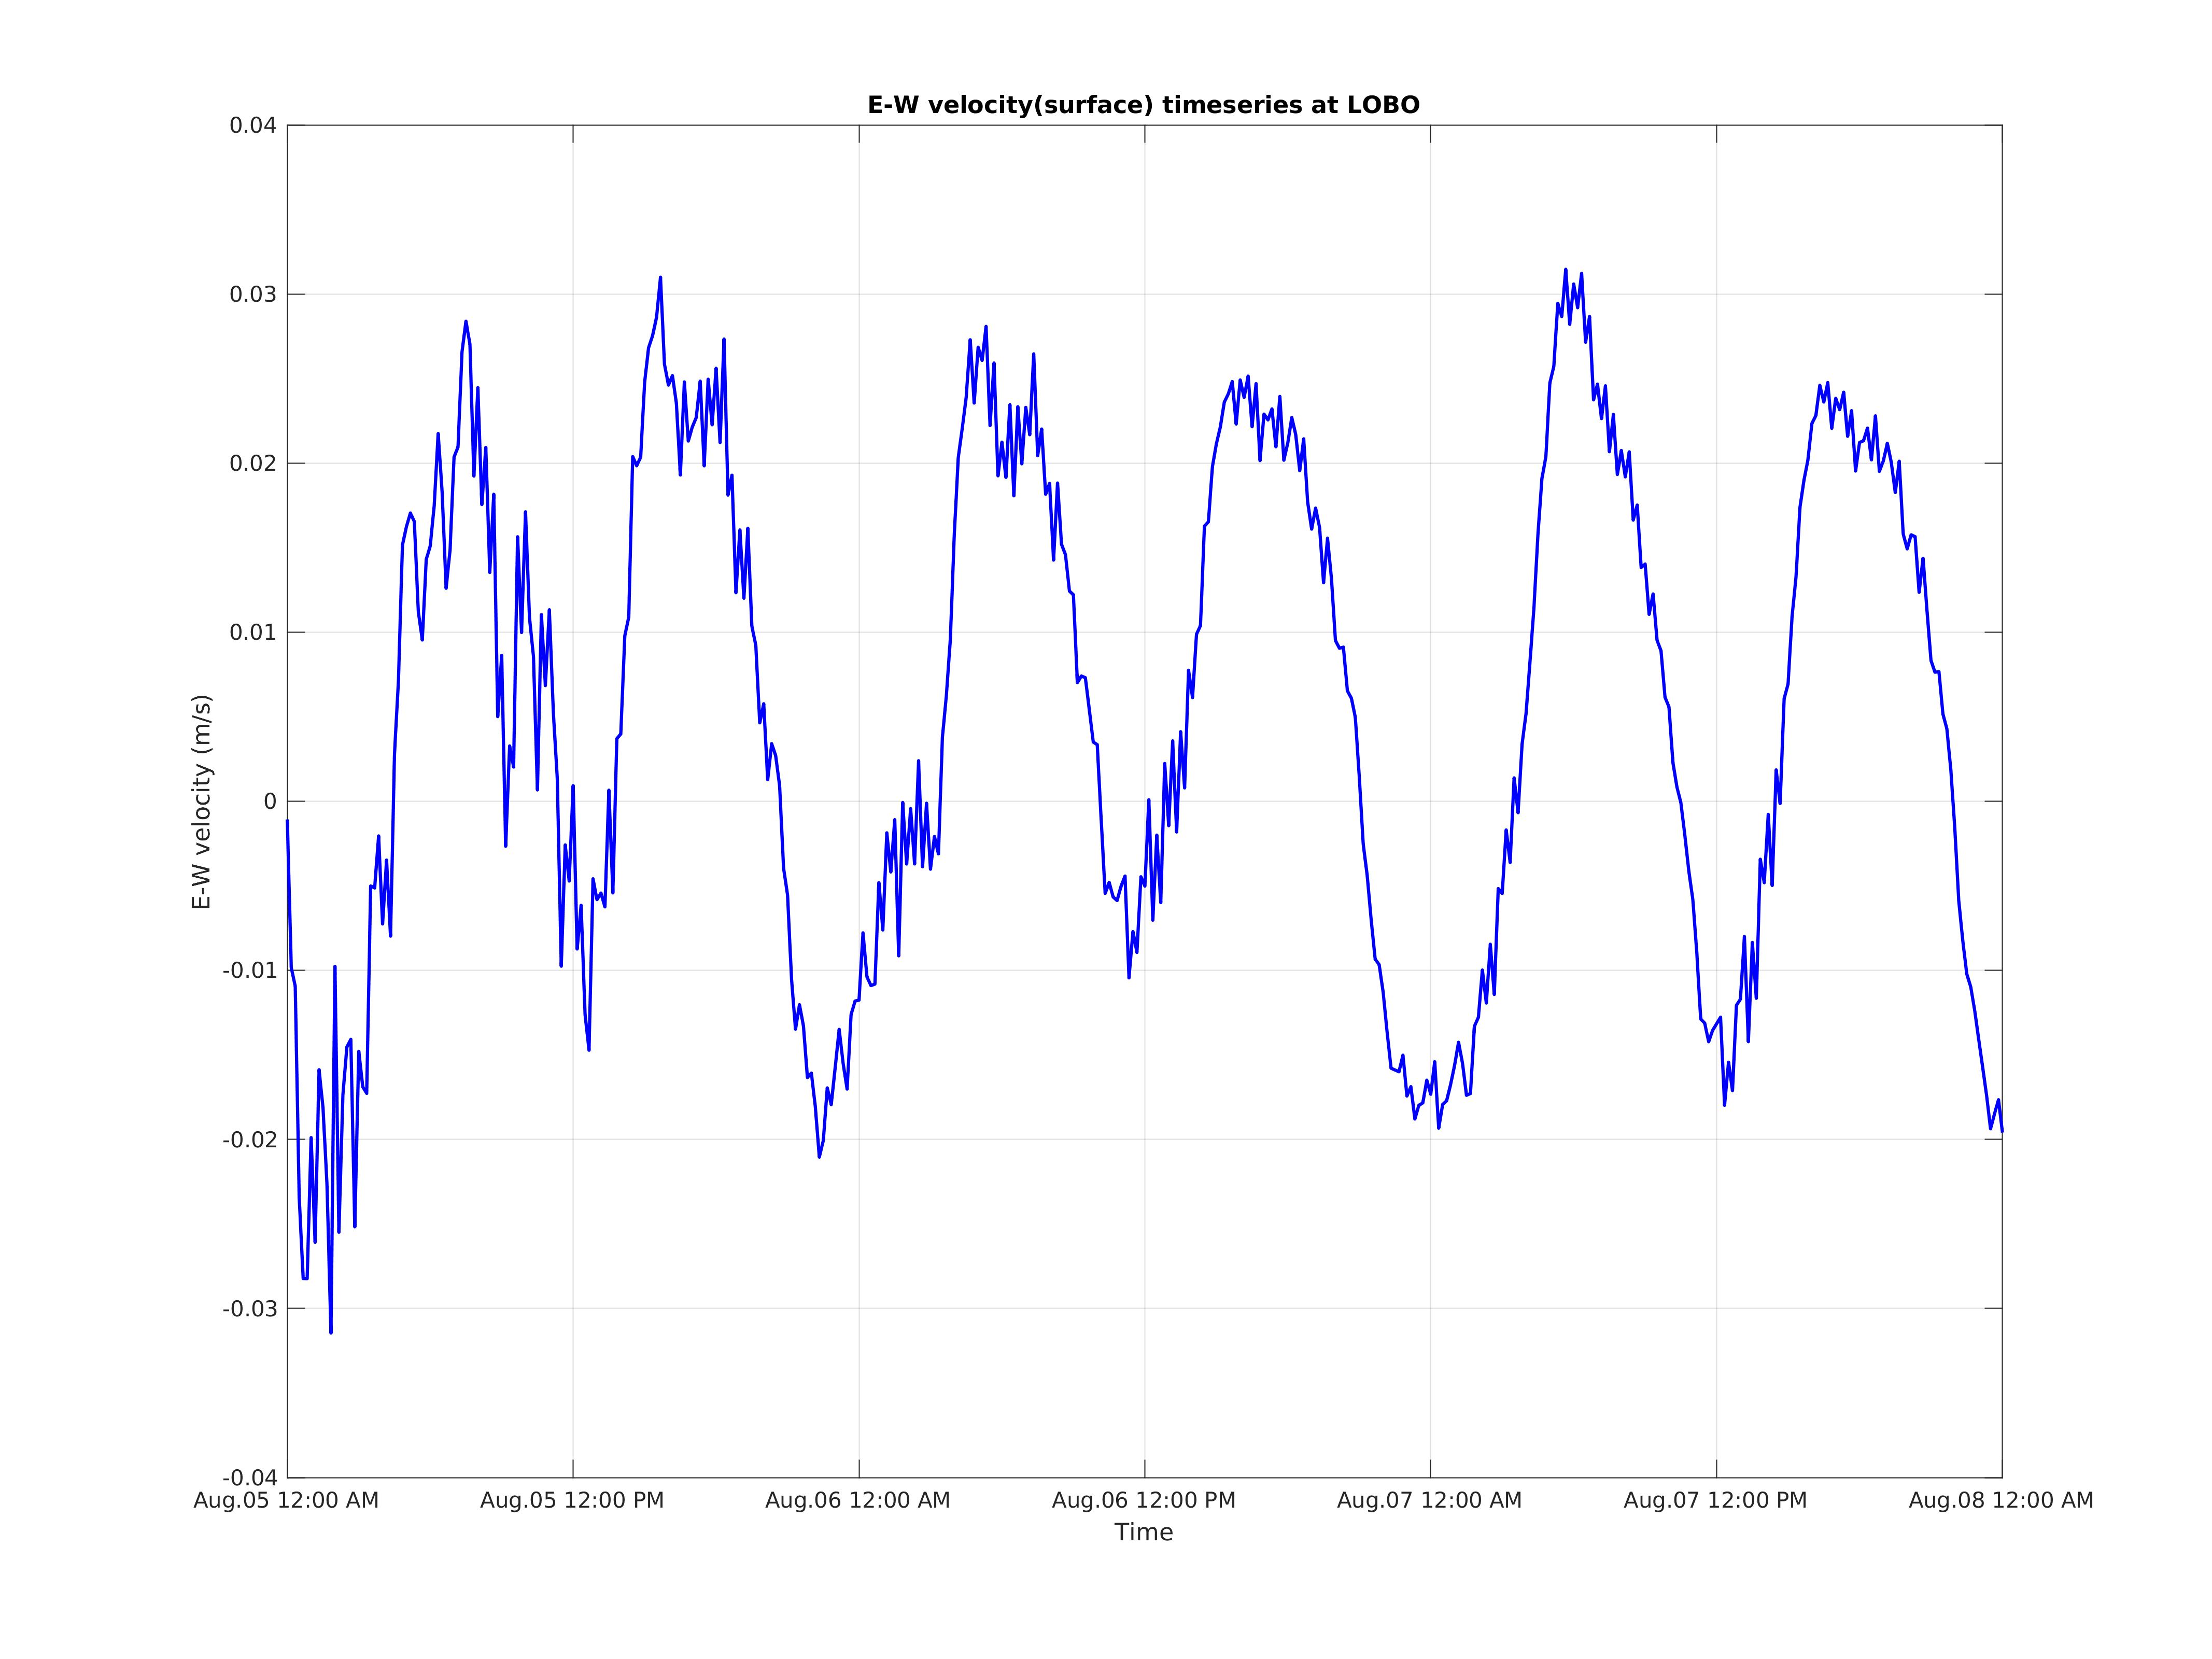 E-W velocity(surface) timeseries at LOBO
0.04
0.03
0.02
0.01
0
-0.01
-0.02
-0.03
-0.04
E-W velocity (m/s)
Aug.05 12:00 AM
Aug.05 12:00 PM
Aug.06 12:00 AM
Aug.06 12:00 PM
Aug.07 12:00 AM
Aug.07 12:00 PM
Aug.08 12:00 AM
Time